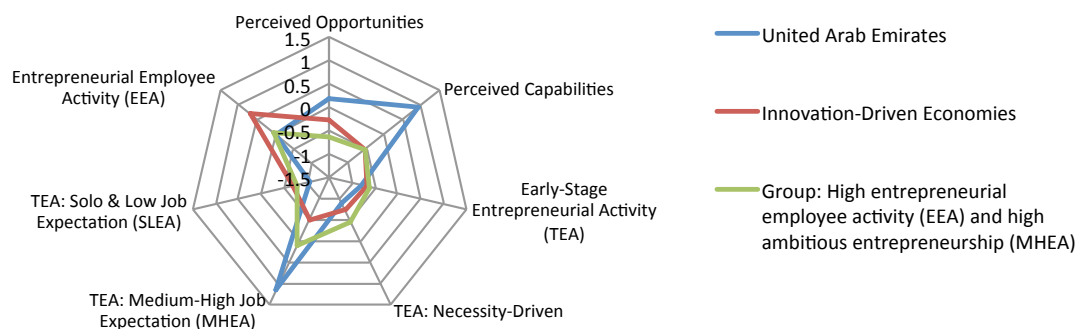 Perceived Opportunities
1.5
1
0.5
0
-0.5
-1
-1.5
Perceived Capabilities
Early-Stage
Entrepreneurial Activity
(TEA)
TEA: Necessity-Driven
TEA: Medium-High Job
Expectation (MHEA)
TEA: Solo & Low Job
Expectation (SLEA)
Entrepreneurial Employee
Activity (EEA)
United Arab Emirates
Innovation-Driven Economies
Group: High entrepreneurial
employee activity (EEA) and high
ambitious entrepreneurship (MHEA)